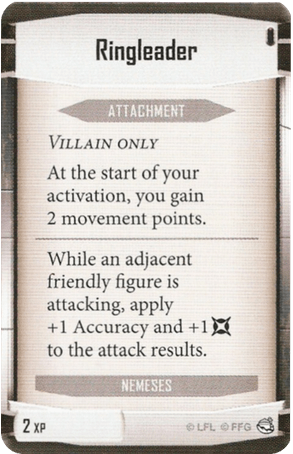 Ringleader
ATTACHMENT
VILLAIN ONLY
At the start of your
activation, you gain
2 movement points.
While an adjacent
friendly figure is
attacking, apply
+1 Accuracy and +1
to the attack results.
NEMESES
2 XP
© LFL © FFG